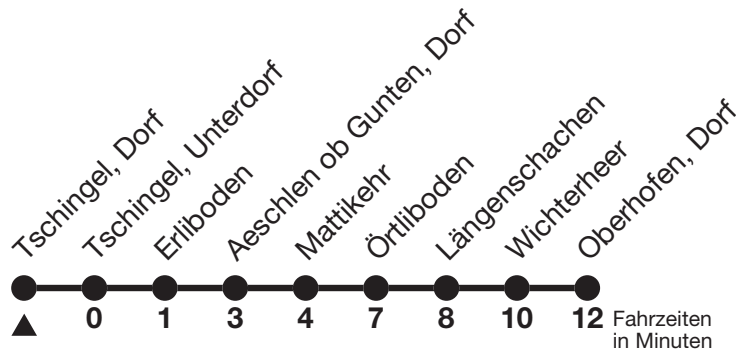 Tschingel, Dorf
Tschingel, Unterdorf
Erliboden
Aeschlen ob Gunten, Dorf
Mattikehr
Örtliboden
Längenschachen
Wichterheer
Oberhofen, Dorf
0 1 3 4 7 8 10 12 Fahrzeiten
in Minuten